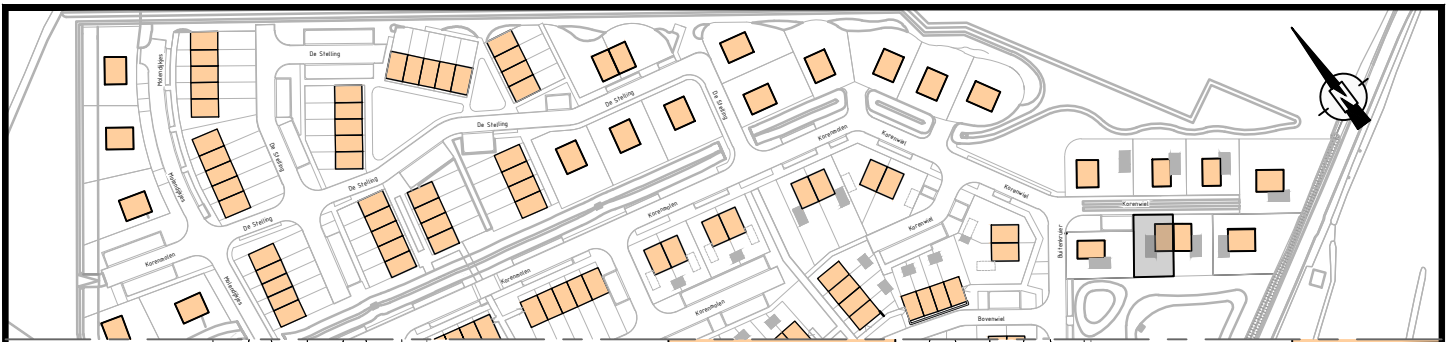 De Stelling
Molendijkjes
De Stelling
De Stelling
De Stelling
Korenmolen
Korenwiel
De Stelling
Molendijkjes
De Stelling
Korenwiel
Korenwiel
Korenmolen
De Stelling
Korenwiel
Buitenkruier
Korenmolen
Korenmolen
Molendijkjes
Korenmolen
Bovenwiel